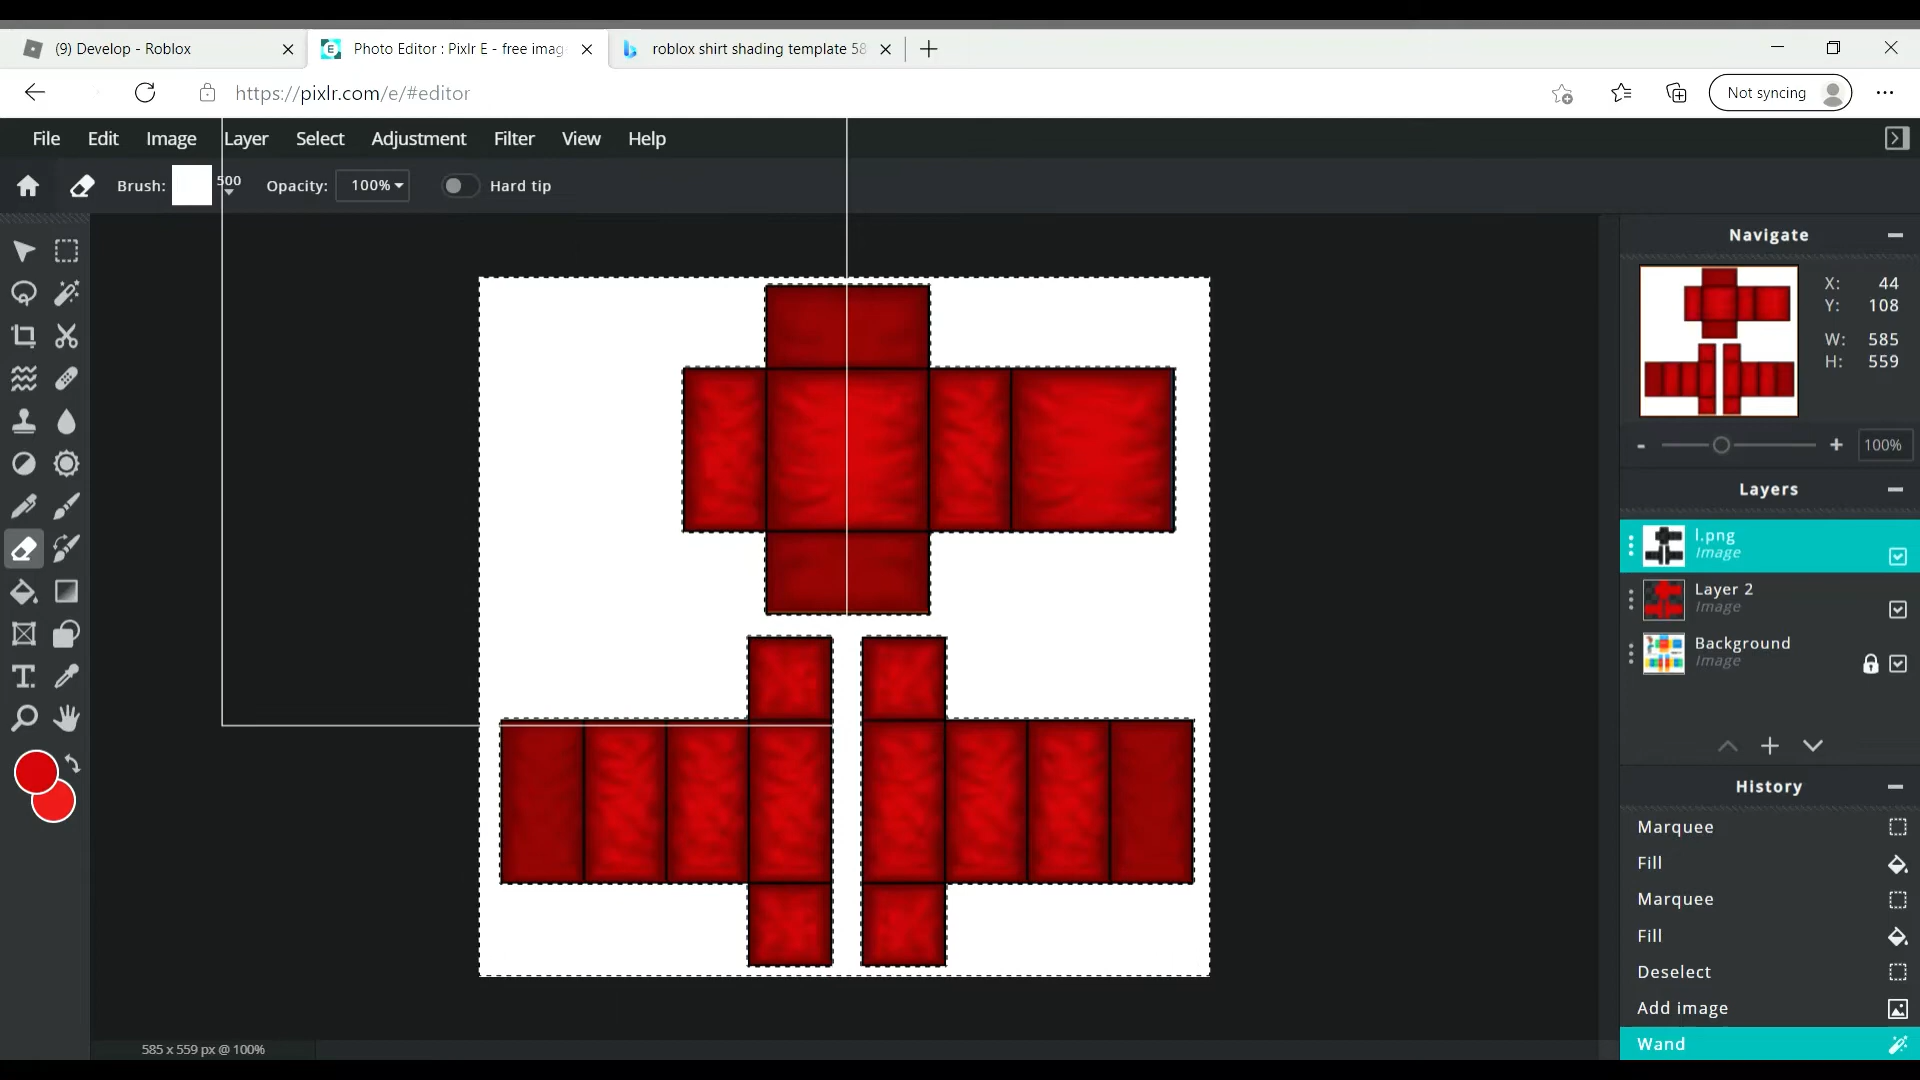 (9) Develop - Roblox
Photo Editor : Pixlr E - free imag
roblox shirt shading template 58
https://pixlr.com/e/#editor
Not syncing
File Edit Image Layer Select Adjustment Filter View Help
Brush: 500 Opacity: 100% Hard tip
Navigate
X: 44
Y: 108
W: 585
H: 559
- + 100%
Layers
l.png
Image
Layer 2
Image
Background
Image
History
Marquee
Fill
Marquee
Fill
Deselect
Add image
Wand
585 x 559 px @ 100%